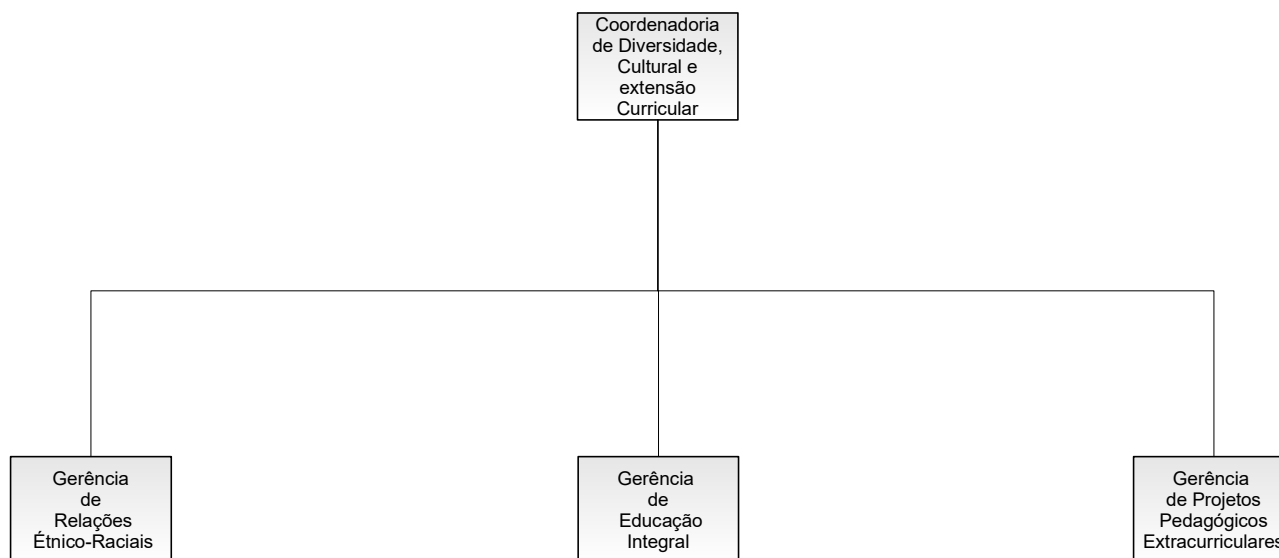 Coordenadoria
de Diversidade,
Cultural e
extensão
Curricular
Gerência
de
Relações
Étnico-Raciais
Gerência
de
Educação
Integral
Gerência
de Projetos
Pedagógicos
Extracurriculares